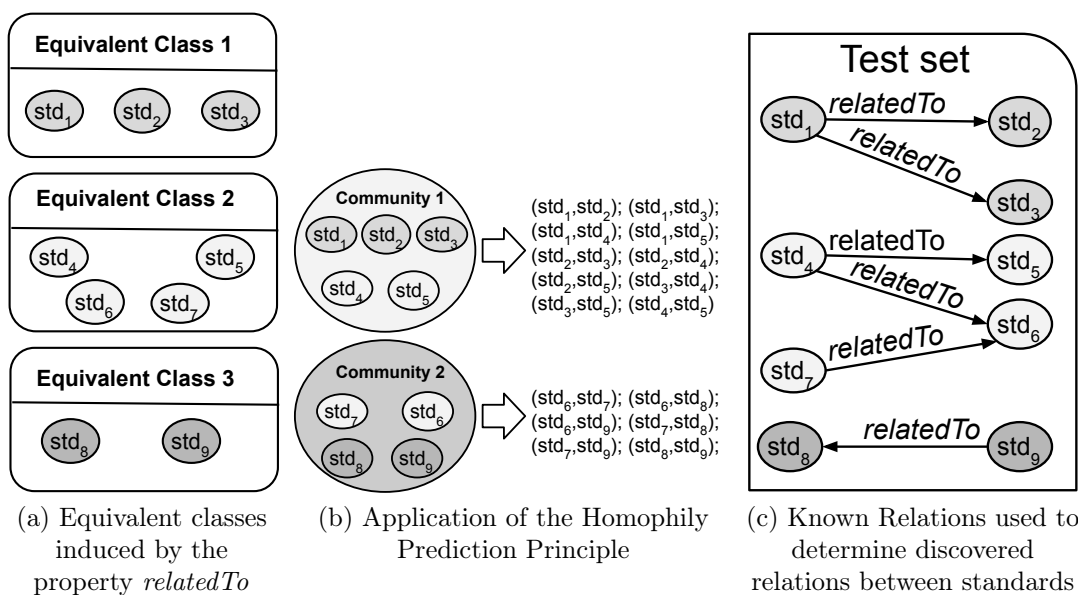 Equivalent Class 1
std₁ std₂ std₃
Equivalent Class 2
std₄ std₅
std₆ std₇
Equivalent Class 3
std₈ std₉
(a) Equivalent classes
induced by the
property relatedTo
Community 1
std₁ std₂ std₃
std₄ std₅
(std₁,std₂); (std₁,std₃);
(std₁,std₄); (std₁,std₅);
(std₂,std₃); (std₂,std₄);
(std₂,std₅); (std₃,std₄);
(std₃,std₅); (std₄,std₅)
Community 2
std₇ std₆
std₈ std₉
(std₆,std₇); (std₆,std₈);
(std₆,std₉); (std₇,std₈);
(std₇,std₉); (std₈,std₉);
(b) Application of the Homophily
Prediction Principle
Test set
std₁ relatedTo std₂
relatedTo
std₃
std₄ relatedTo std₅
relatedTo
std₆
relatedTo
std₇
std₈ relatedTo std₉
(c) Known Relations used to
determine discovered
relations between standards